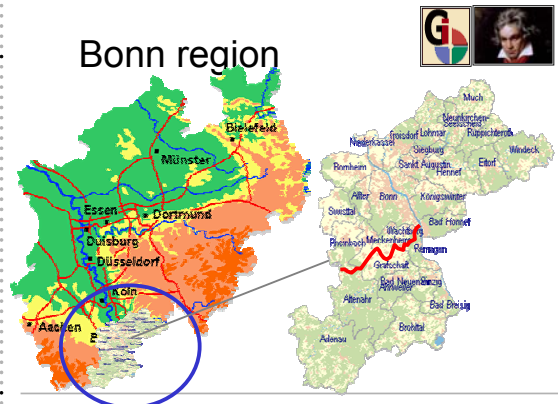 Bonn region
Gi
Bielefeld
Münster
Essen
Dortmund
Duisburg
Düsseldorf
Köln
Aachen
Much
Neunkirchen-
Seelscheid
Niederkassel
Troisdorf
Lohmar
Ruppichteroth
Siegburg
Windeck
Bornheim
Sankt Augustin
Eitorf
Hennef
Alfter
Bonn
Königswinter
Swisttal
Bad Honnef
Wachtberg
Rheinbach
Meckenheim
Remagen
Grafschaft
Bad Neuenahr-
Ahrweiler
Sinzig
Altenahr
Bad Breisig
Brohltal
Adenau